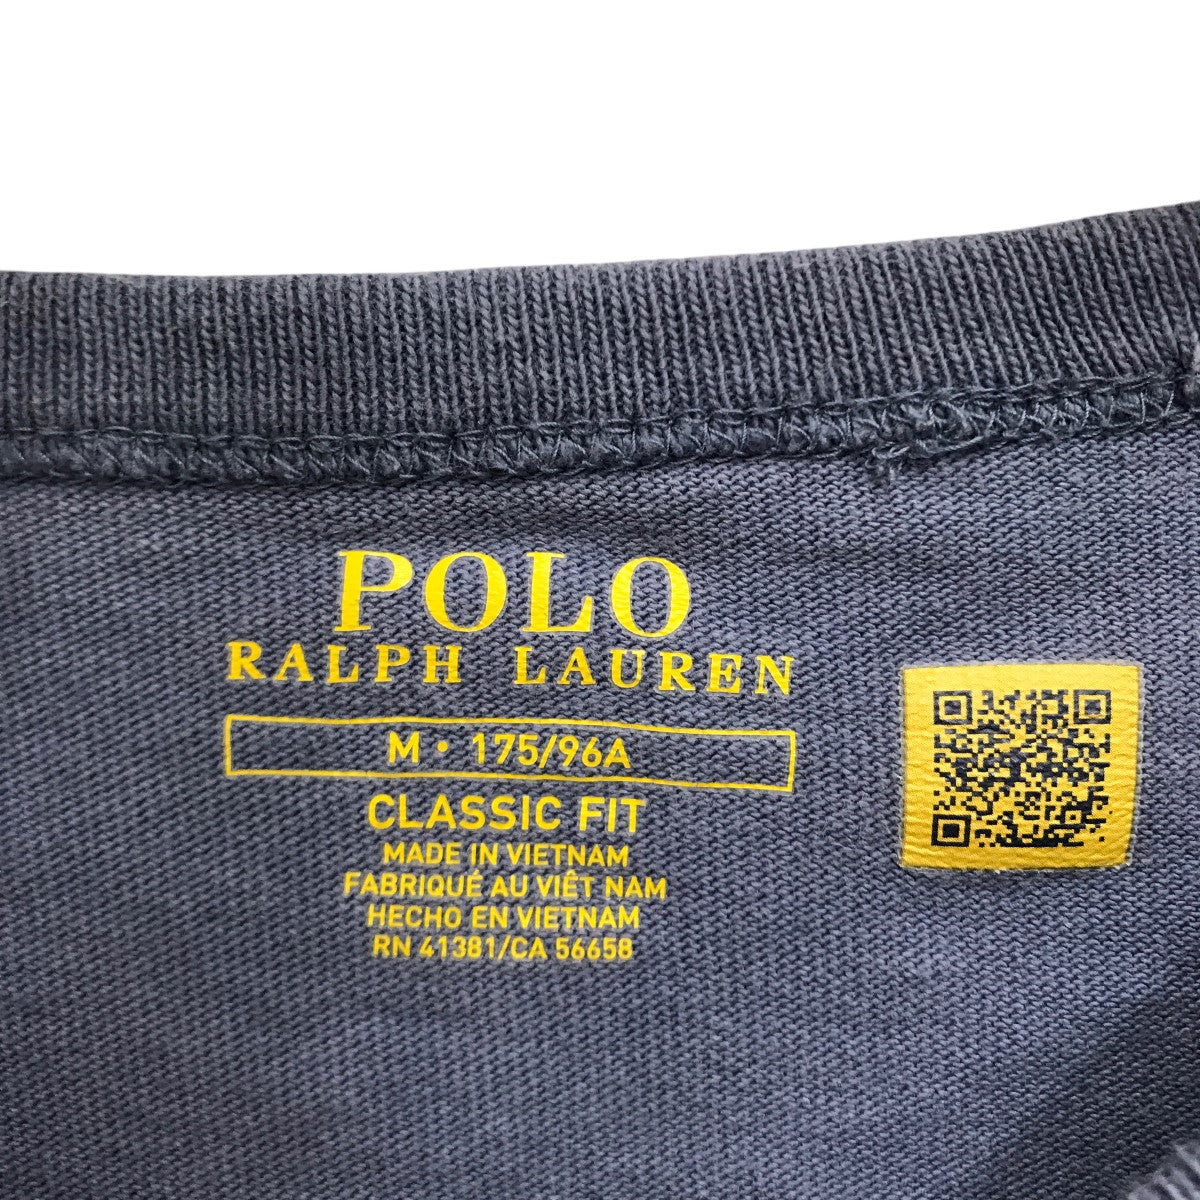 POLO
RALPH LAUREN
M • 175/96A
CLASSIC FIT
MADE IN VIETNAM
FABRIQUÉ AU VIÊT NAM
HECHO EN VIETNAM
RN 41381/CA 56658